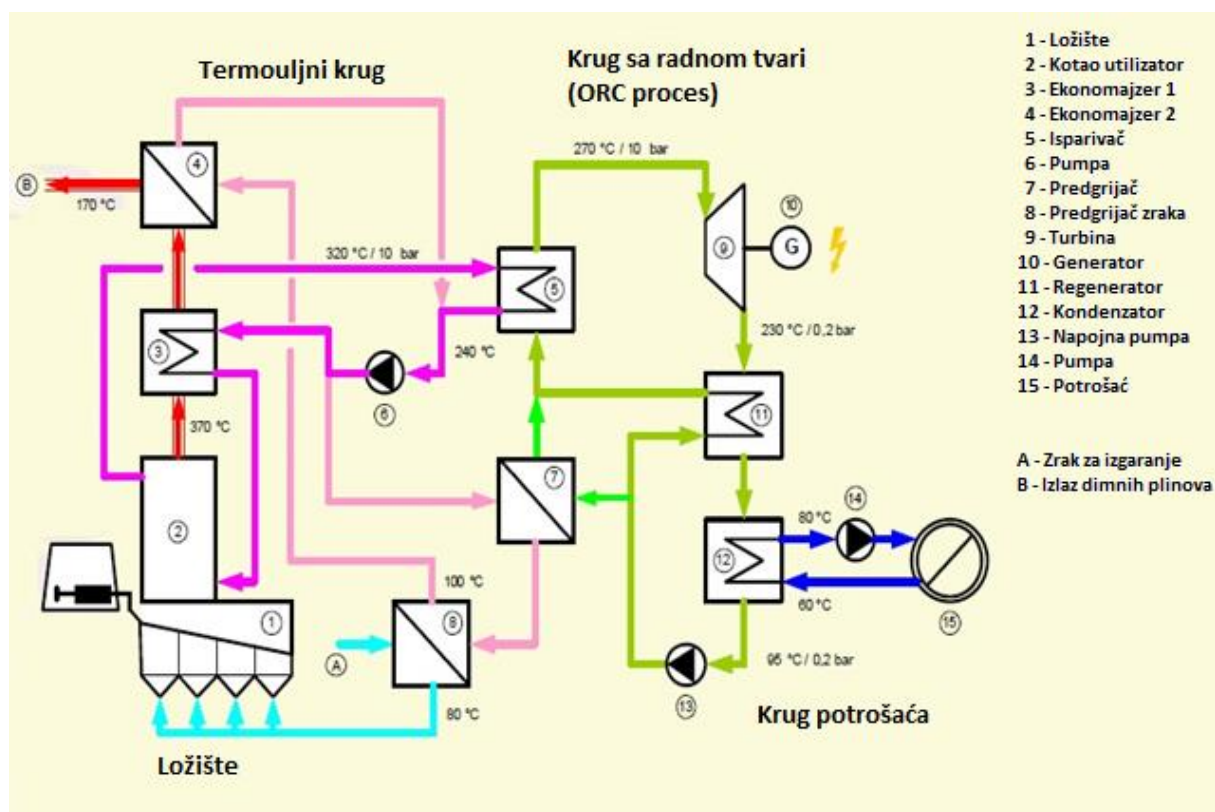 Termouljni krug
Krug sa radnom tvari
(ORC proces)
1 - Ložište
2 - Kotao utilizator
3 - Ekonomajzer 1
4 - Ekonomajzer 2
5 - Isparivač
6 - Pumpa
7 - Predgrijač
8 - Predgrijač zraka
9 - Turbina
10 - Generator
11 - Regenerator
12 - Kondenzator
13 - Napojna pumpa
14 - Pumpa
15 - Potrošać
A - Zrak za izgaranje
B - Izlaz dimnih plinova
270 °C / 10 bar
4
B
170 °C
10
9
G
320 °C / 10 bar
5
230 °C / 0,2 bar
3
240 °C
6
11
370 °C
7
14
2
80 °C
12
100 °C
60 °C
15
1
8
A
95 °C / 0,2 bar
13
80 °C
Krug potrošaća
Ložište